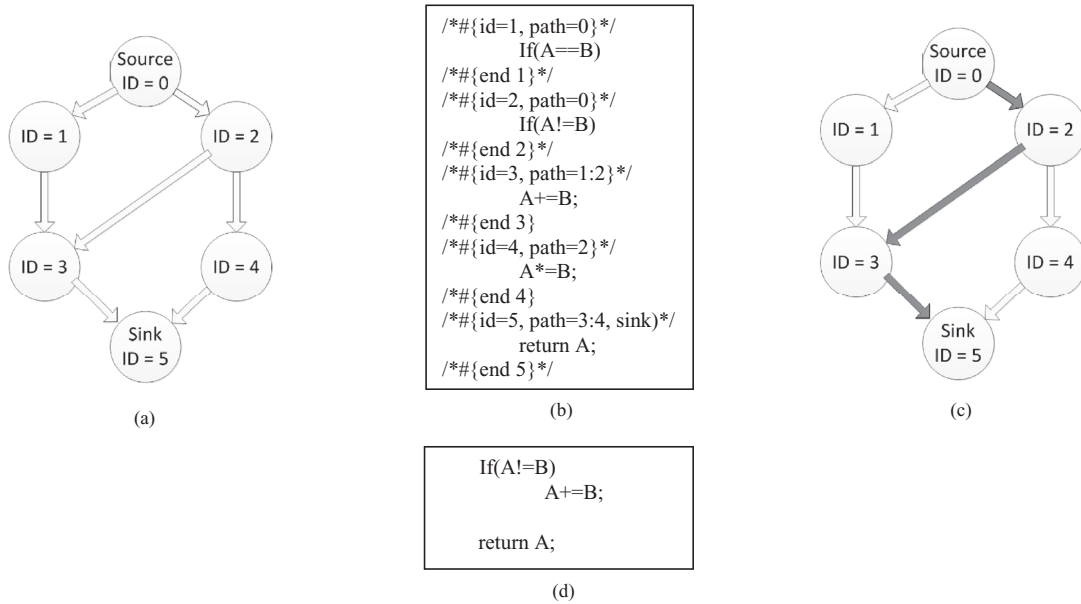 Source
ID = 0
ID = 1
ID = 2
ID = 3
ID = 4
Sink
ID = 5
(a)
/*#{id=1, path=0}*/
If(A==B)
/*#{end 1}*/
/*#{id=2, path=0}*/
If(A!=B)
/*#{end 2}*/
/*#{id=3, path=1:2}*/
A+=B;
/*#{end 3}
/*#{id=4, path=2}*/
A*=B;
/*#{end 4}
/*#{id=5, path=3:4, sink)*/
return A;
/*#{end 5}*/
(b)
Source
ID = 0
ID = 1
ID = 2
ID = 3
ID = 4
Sink
ID = 5
(c)
If(A!=B)
A+=B;
return A;
(d)